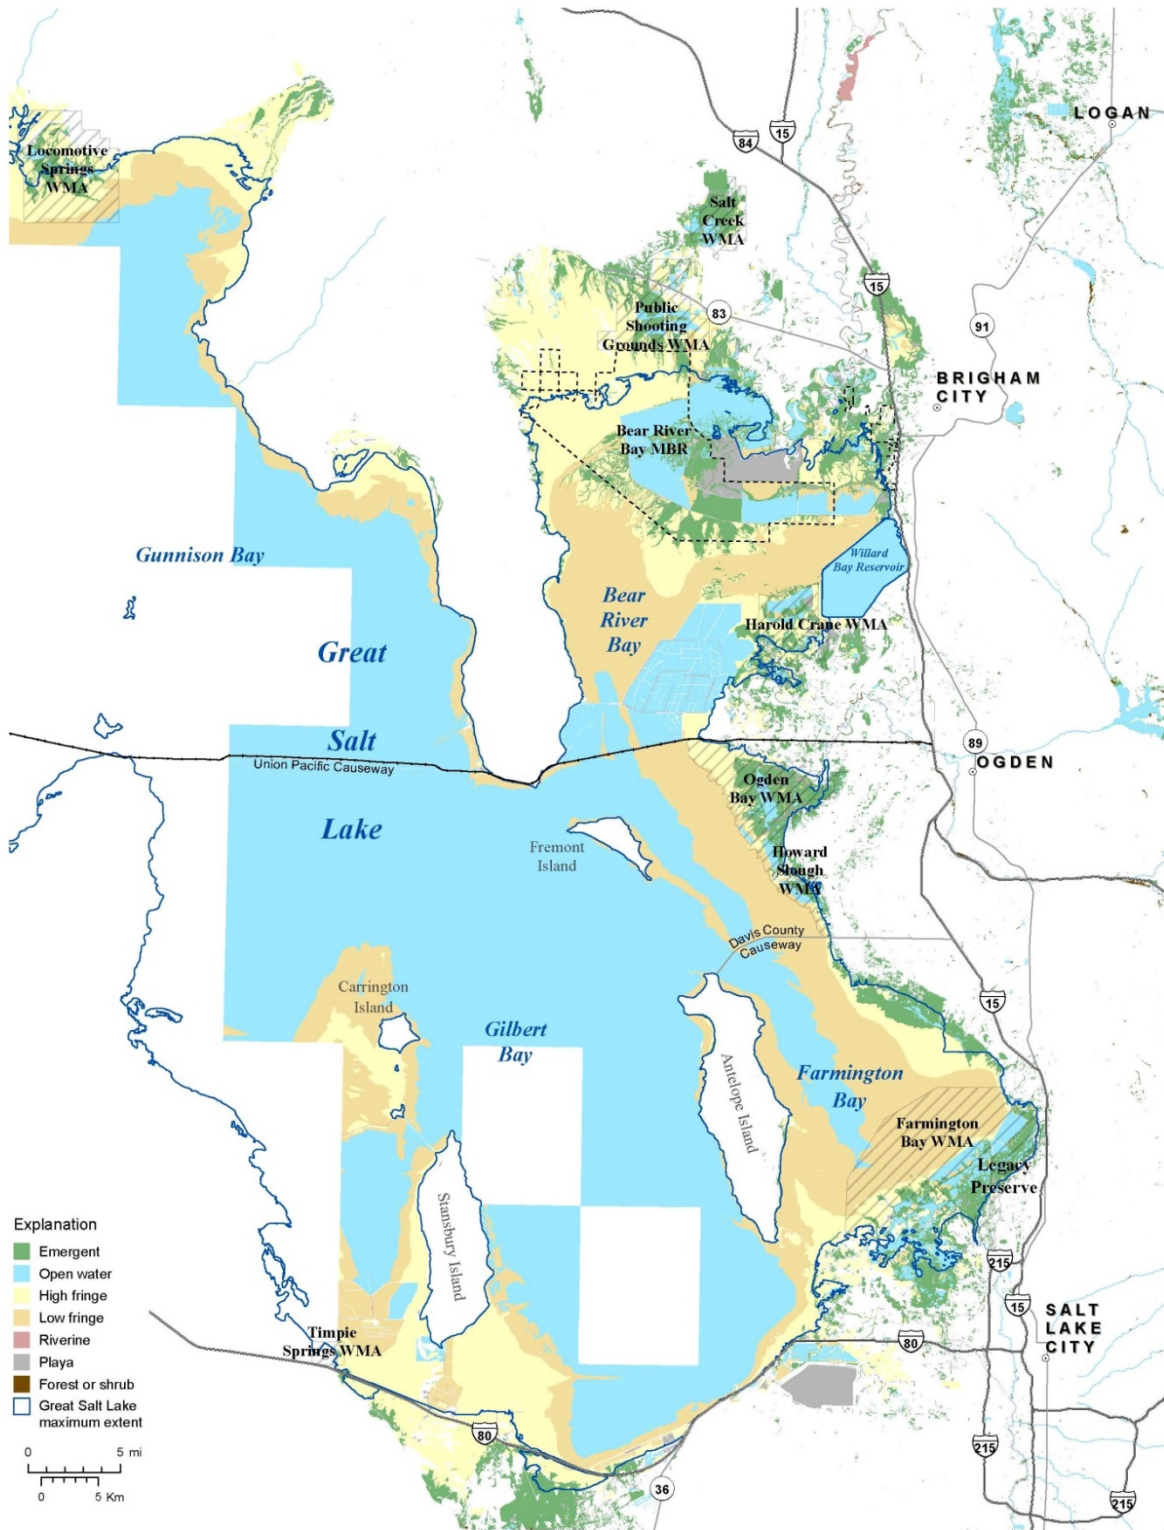 LOGAN
15
84
Locomotive
Springs
WMA
Salt
Creek
WMA
15
Public
Shooting
Grounds WMA
83
91
BRIGHAM
CITY
Bear River
Bay MBR
Gunnison Bay
Willard
Bay Reservoir
Bear
River
Bay
Harold Crane WMA
Great
Salt
Lake
Union Pacific Causeway
89
OGDEN
Ogden
Bay WMA
Fremont
Island
Howard
Slough
WMA
Davis County
Causeway
Carrington
Island
15
Gilbert
Bay
Antelope Island
Farmington
Bay
Farmington
Bay WMA
Legacy
Preserve
Stansbury Island
Explanation
Emergent
Open water
High fringe
Low fringe
Riverine
Playa
Forest or shrub
Great Salt Lake
maximum extent
0 5 mi
0 5 Km
Timpie
Springs WMA
215
15
SALT
LAKE
CITY
80
80
215
36
215